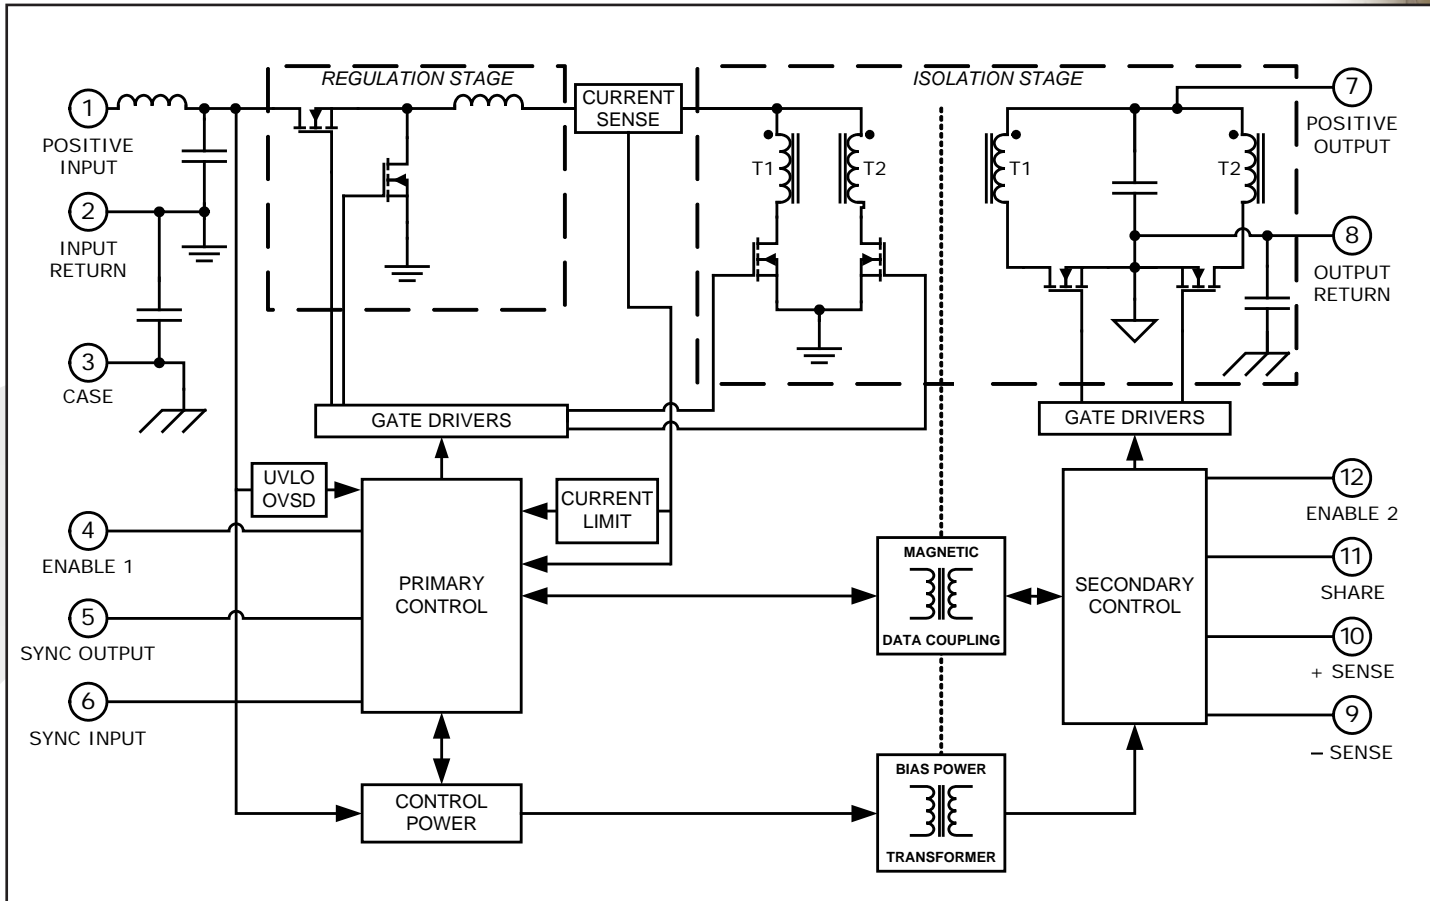 REGULATION STAGE
ISOLATION STAGE
1
POSITIVE
INPUT
CURRENT
SENSE
7
POSITIVE
OUTPUT
T1
T2
T1
T2
2
INPUT
RETURN
8
OUTPUT
RETURN
3
CASE
GATE DRIVERS
GATE DRIVERS
UVLO
OVSD
CURRENT
LIMIT
4
ENABLE 1
12
ENABLE 2
PRIMARY
CONTROL
MAGNETIC
DATA COUPLING
SECONDARY
CONTROL
11
SHARE
5
SYNC OUTPUT
10
+ SENSE
6
SYNC INPUT
9
– SENSE
CONTROL
POWER
BIAS POWER
TRANSFORMER